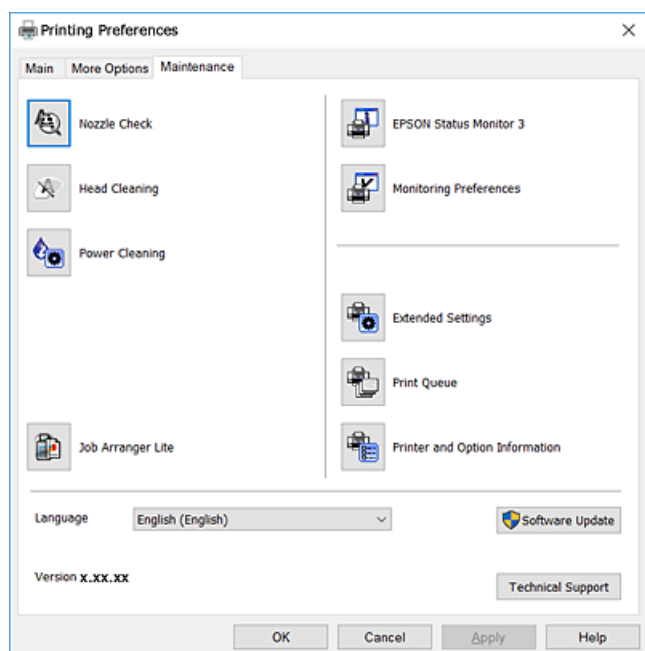 Printing Preferences
Main
More Options
Maintenance
Nozzle Check
Head Cleaning
Power Cleaning
Job Arranger Lite
EPSON Status Monitor 3
Monitoring Preferences
Extended Settings
Print Queue
Printer and Option Information
Language
English (English)
Software Update
Version x.xx.xx
Technical Support
OK
Cancel
Apply
Help